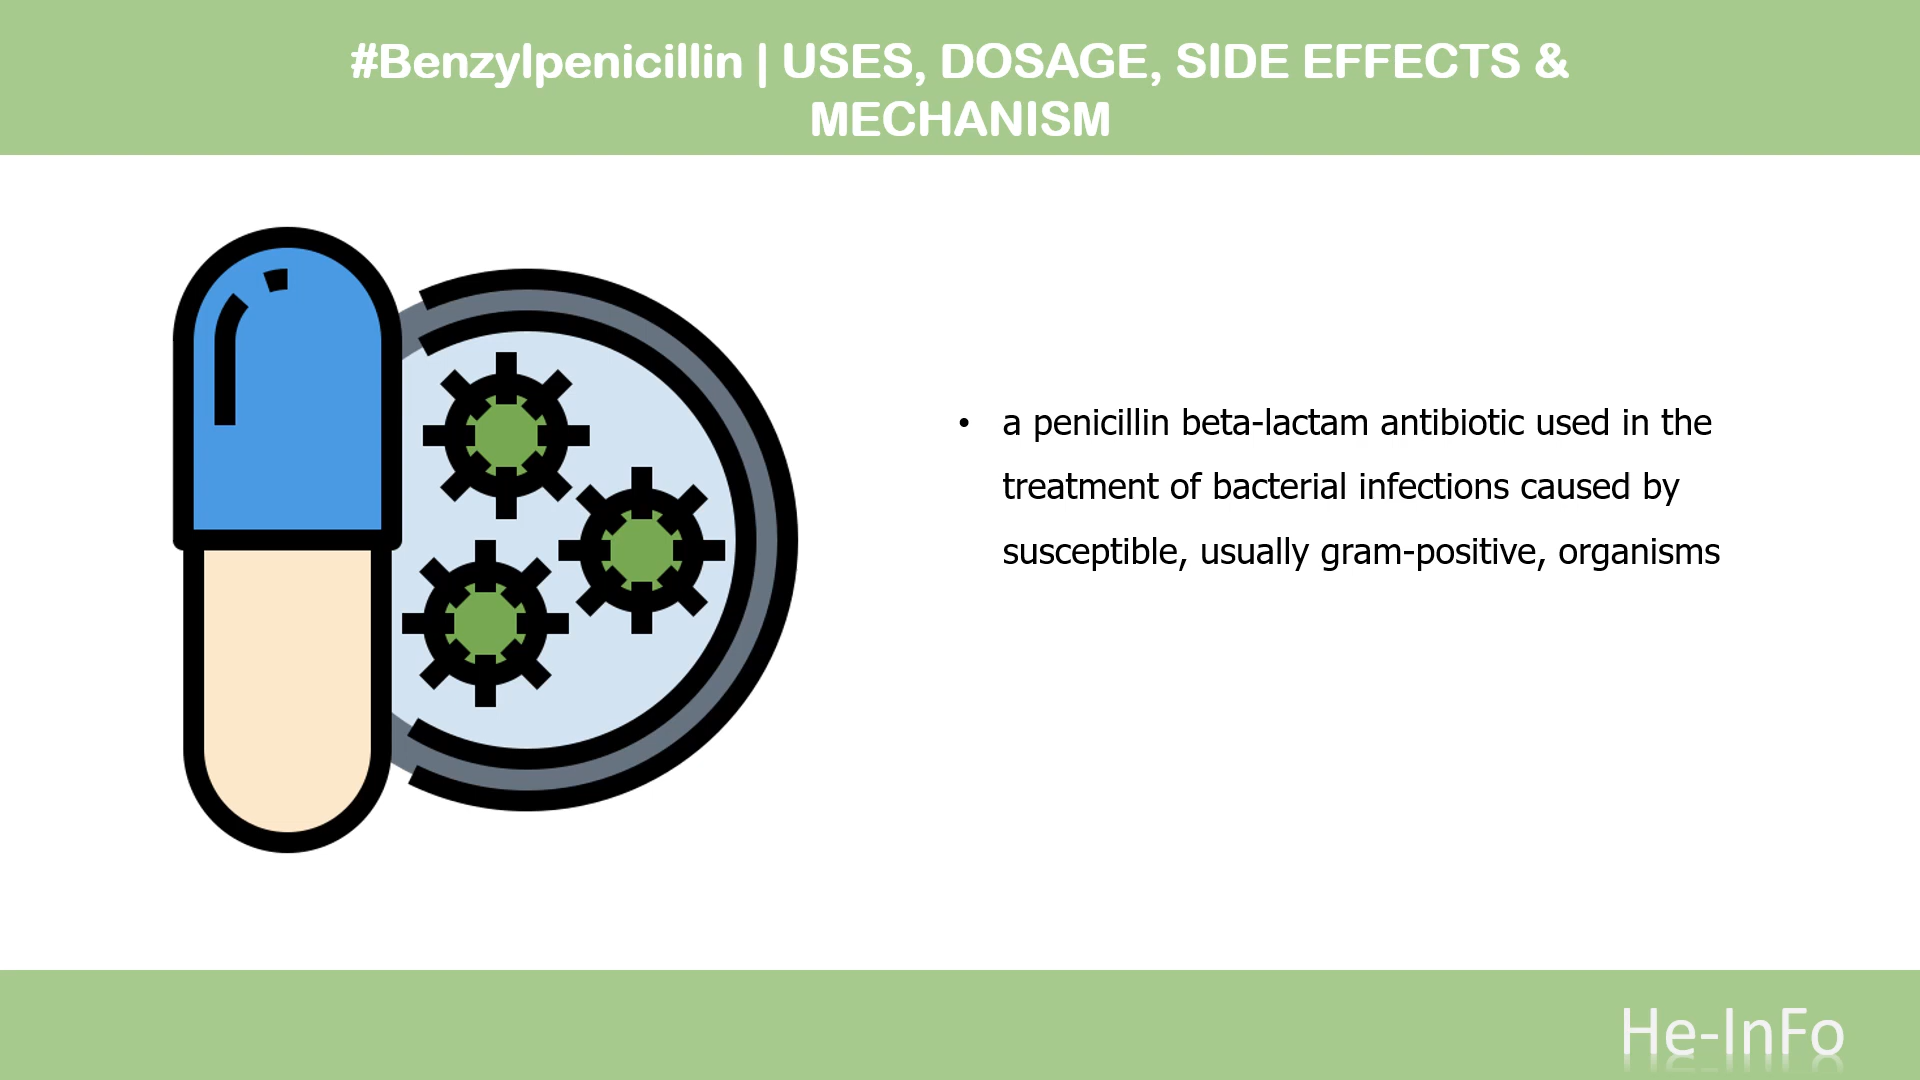 #Benzylpenicillin | USES, DOSAGE, SIDE EFFECTS &
MECHANISM
• a penicillin beta-lactam antibiotic used in the
treatment of bacterial infections caused by
susceptible, usually gram-positive, organisms
He-InFo